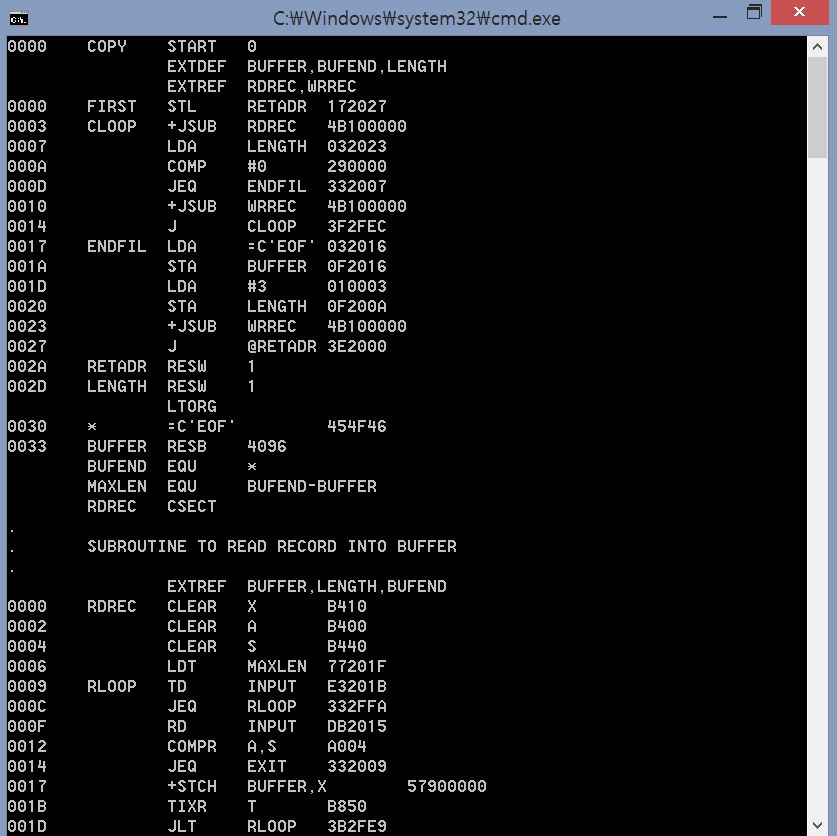 C:₩Windows₩system32₩cmd.exe
0000    COPY    START   0
                EXTDEF  BUFFER,BUFEND,LENGTH
                EXTREF  RDREC,WRREC
0000    FIRST   STL     RETADR  172027
0003    CLOOP   +JSUB   RDREC   4B100000
0007            LDA     LENGTH  032023
000A            COMP    #0      290000
000D            JEQ     ENDFIL  332007
0010            +JSUB   WRREC   4B100000
0014            J       CLOOP   3F2FEC
0017    ENDFIL  LDA     =C'EOF' 032016
001A            STA     BUFFER  0F2016
001D            LDA     #3      010003
0020            STA     LENGTH  0F200A
0023            +JSUB   WRREC   4B100000
0027            J       @RETADR 3E2000
002A    RETADR  RESW    1
002D    LENGTH  RESW    1
                LTORG
0030    *       =C'EOF'         454F46
0033    BUFFER  RESB    4096
        BUFEND  EQU     *
        MAXLEN  EQU     BUFEND-BUFFER
        RDREC   CSECT
.
.       SUBROUTINE TO READ RECORD INTO BUFFER
.
                EXTREF  BUFFER,LENGTH,BUFEND
0000    RDREC   CLEAR   X       B410
0002            CLEAR   A       B400
0004            CLEAR   S       B440
0006            LDT     MAXLEN  77201F
0009    RLOOP   TD      INPUT   E3201B
000C            JEQ     RLOOP   332FFA
000F            RD      INPUT   DB2015
0012            COMPR   A,S     A004
0014            JEQ     EXIT    332009
0017            +STCH   BUFFER,X        57900000
001B            TIXR    T       B850
001D            JLT     RLOOP   3B2FE9